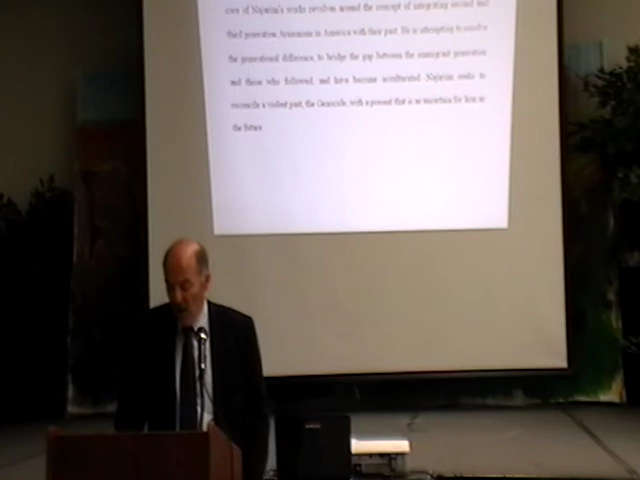 core of Najarian's works revolves around the concept of integrating second and
third generation Armenians in America with their past. He is attempting to resolve
the generational difference, to bridge the gap between the immigrant generation
and those who followed, and have become acculturated. Najarian seeks to
reconcile a violent past, the Genocide, with a present that is as uncertain for him as
the future.